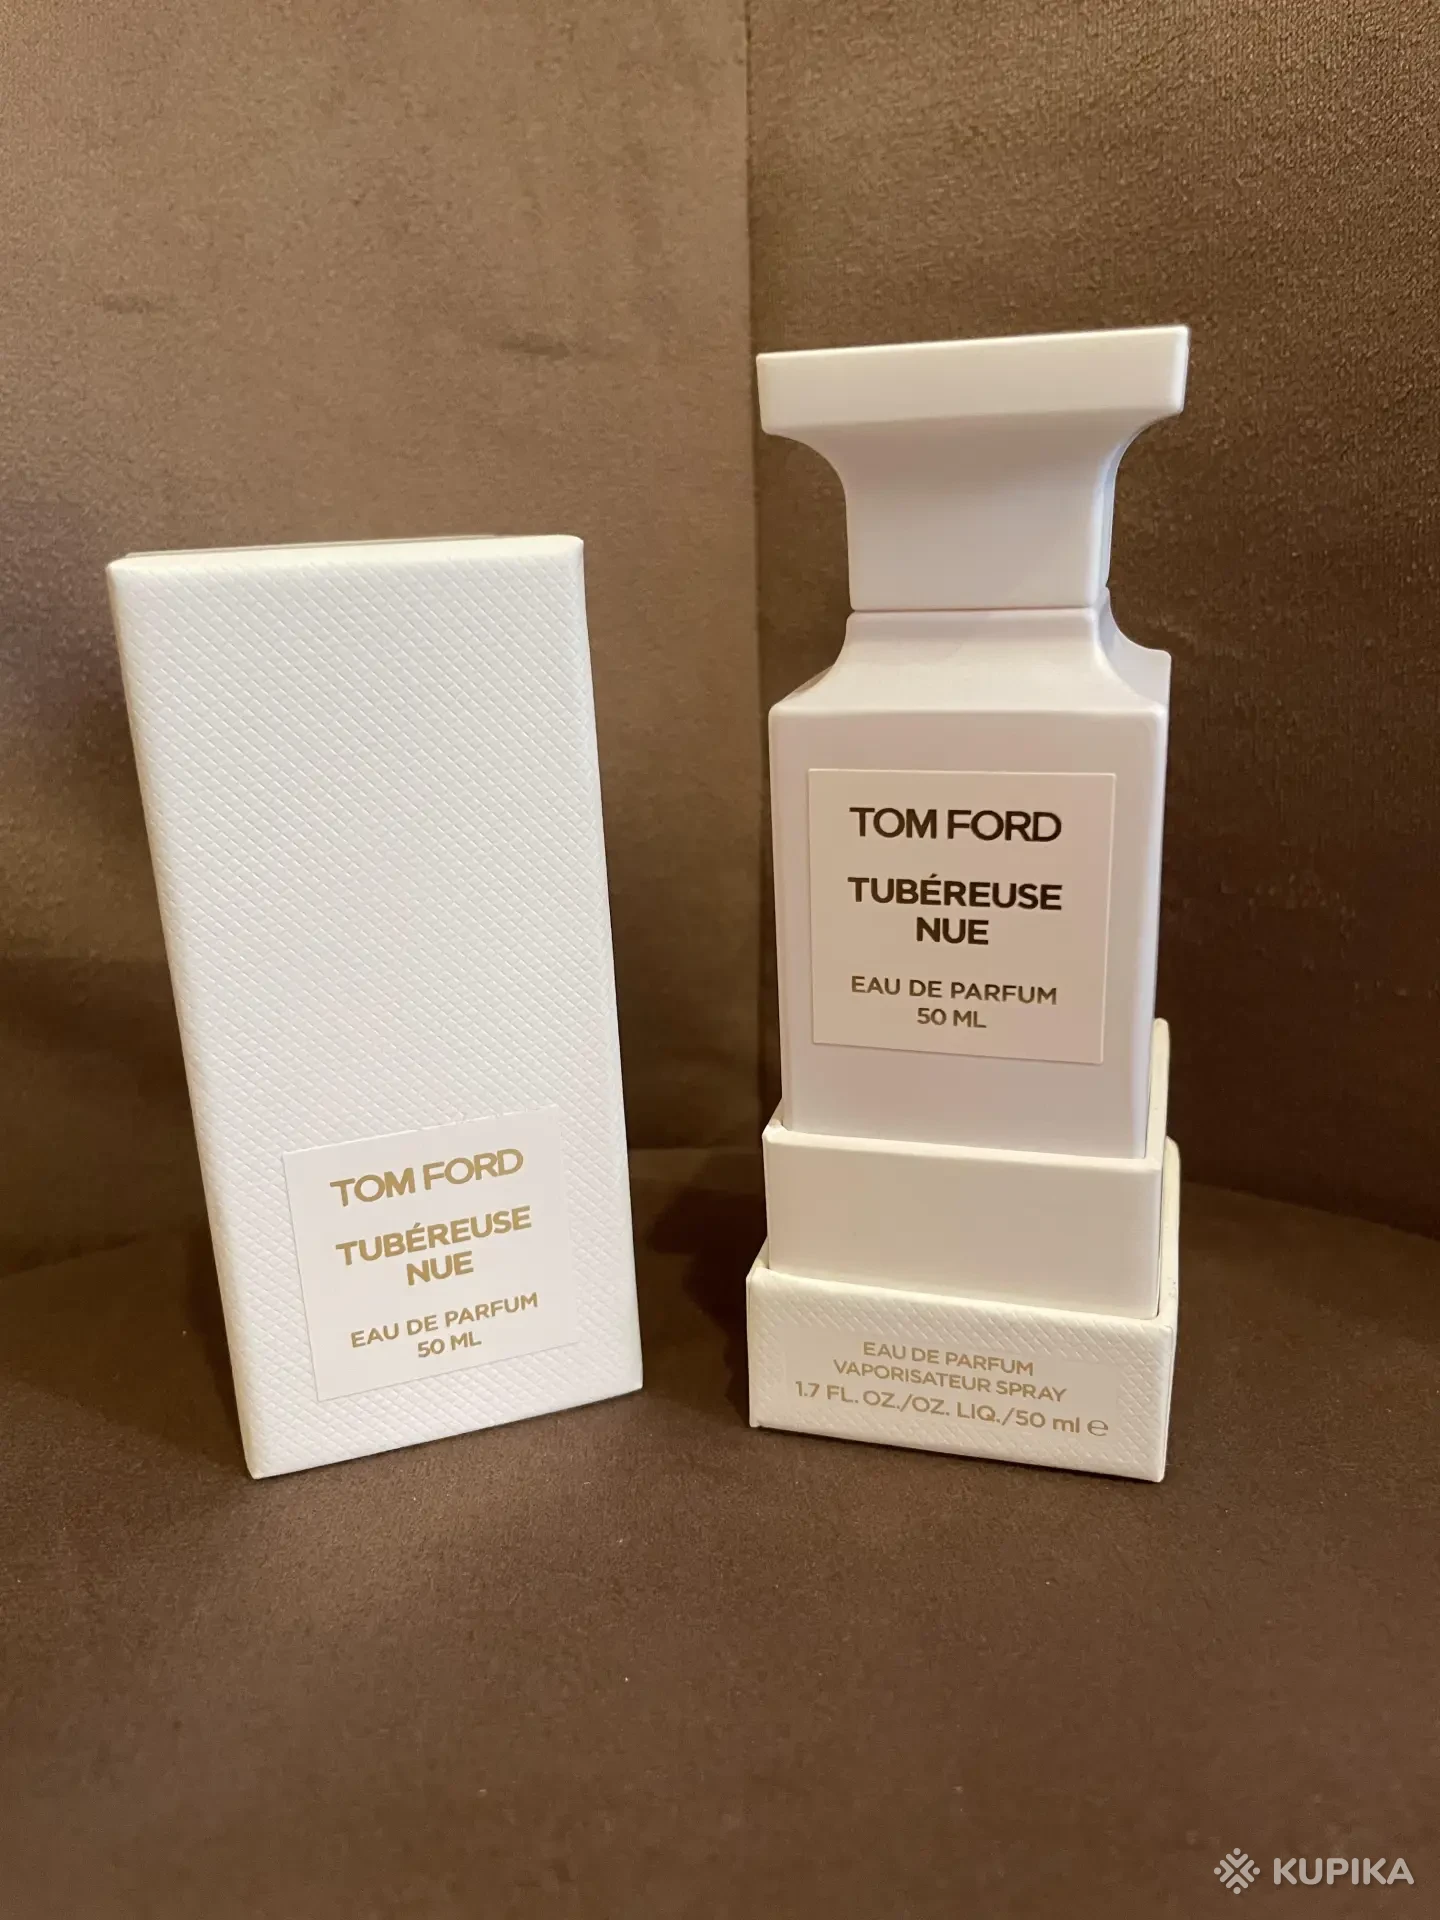 TOM FORD
TUBÉREUSE
NUE
EAU DE PARFUM
50 ML
TOM FORD
TUBÉREUSE
NUE
EAU DE PARFUM
50 ML
EAU DE PARFUM
VAPORISATEUR SPRAY
1.7 FL. OZ./OZ. LIQ./50 ml ℮
KUPIKA